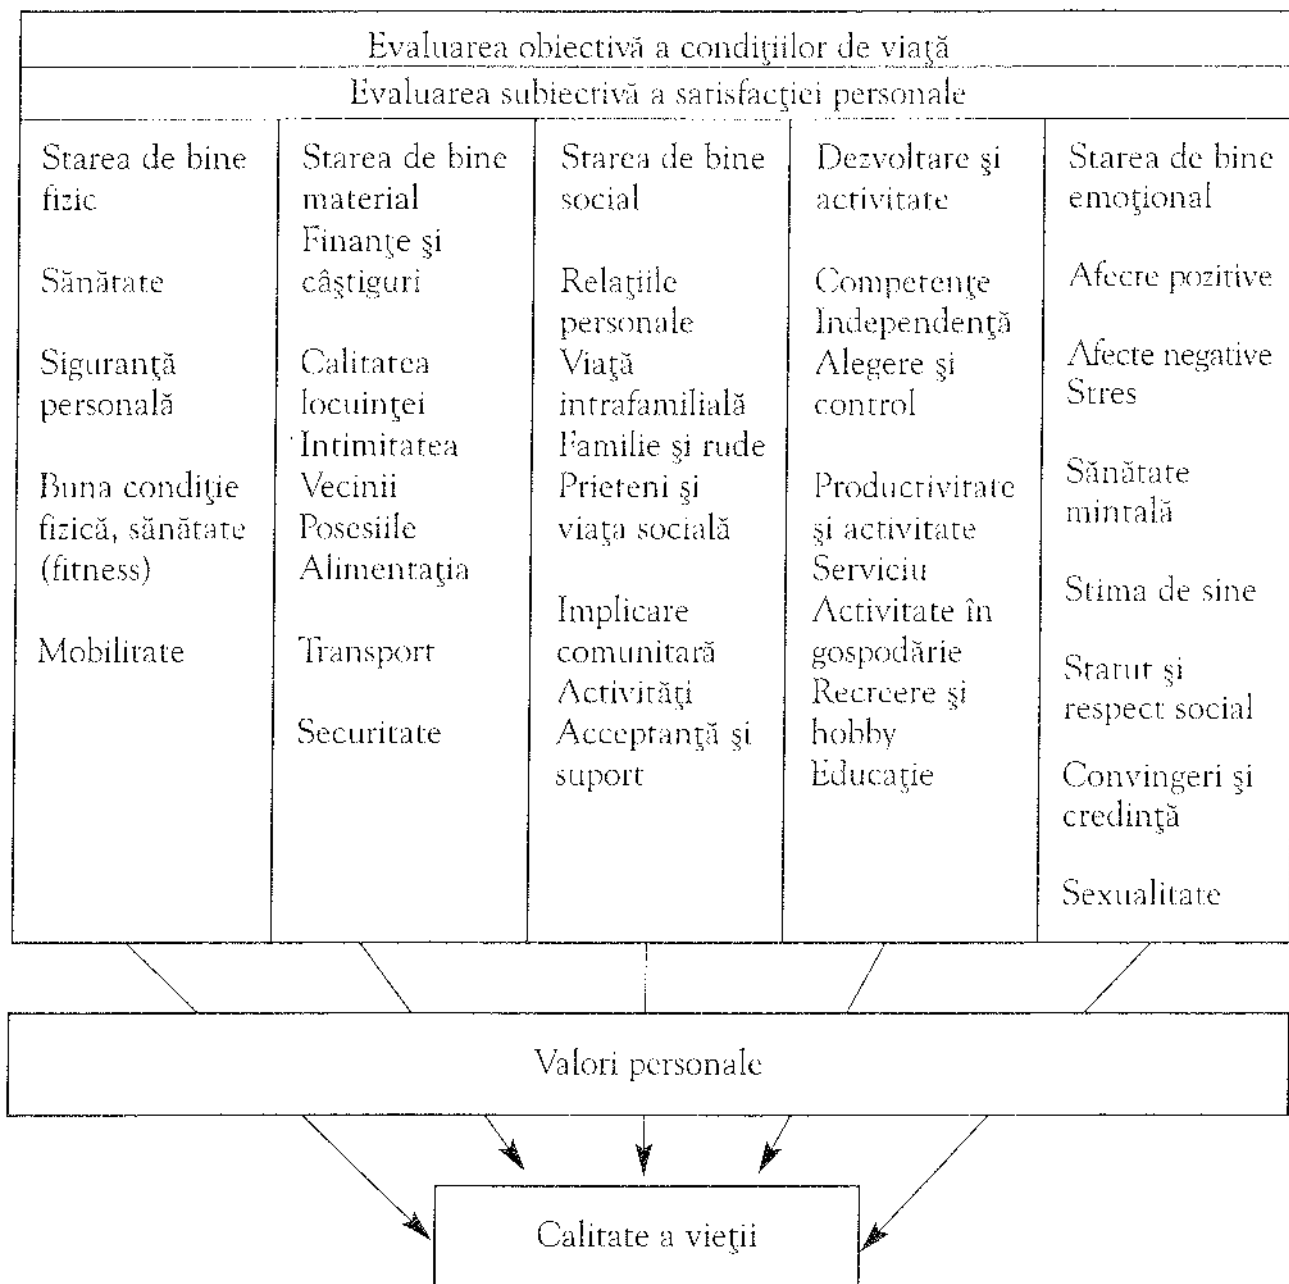 Evaluarea obiectivă a condiţiilor de viaţă
Evaluarea subiectivă a satisfacţiei personale
Starea de bine
fizic
Sănătate
Siguranţă
personală
Buna condiţie
fizică, sănătate
(fitness)
Mobilitate
Starea de bine
material
Finanţe şi
câştiguri
Calitatea
locuinţei
Intimitatea
Vecinii
Posesiile
Alimentaţia
Transport
Securitate
Starea de bine
social
Relaţiile
personale
Viaţă
intrafamilială
Familie şi rude
Prieteni şi
viaţa socială
Implicare
comunitară
Activităţi
Acceptanţă şi
suport
Dezvoltare şi
activitate
Competenţe
Independenţă
Alegere şi
control
Productivitate
şi activitate
Serviciu
Activitate în
gospodărie
Recreere şi
hobby
Educaţie
Starea de bine
emoţional
Afecte pozitive
Afecte negative
Stres
Sănătate
mintală
Stima de sine
Statut şi
respect social
Convingeri şi
credinţă
Sexualitate
Valori personale
Calitate a vieţii